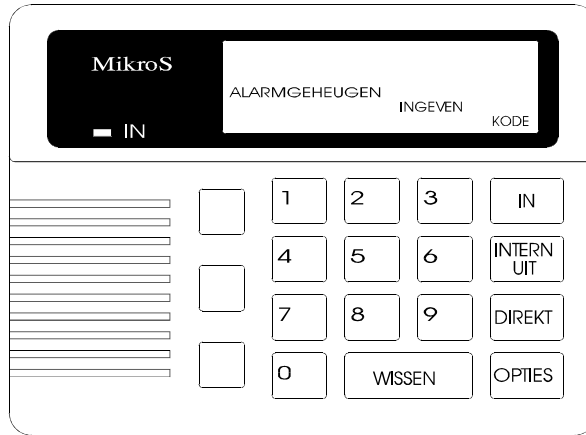 MikroS
ALARMGEHEUGEN
INGEVEN
KODE
IN
1 2 3 IN
4 5 6 INTERN UIT
7 8 9 DIREKT
0 WISSEN OPTIES